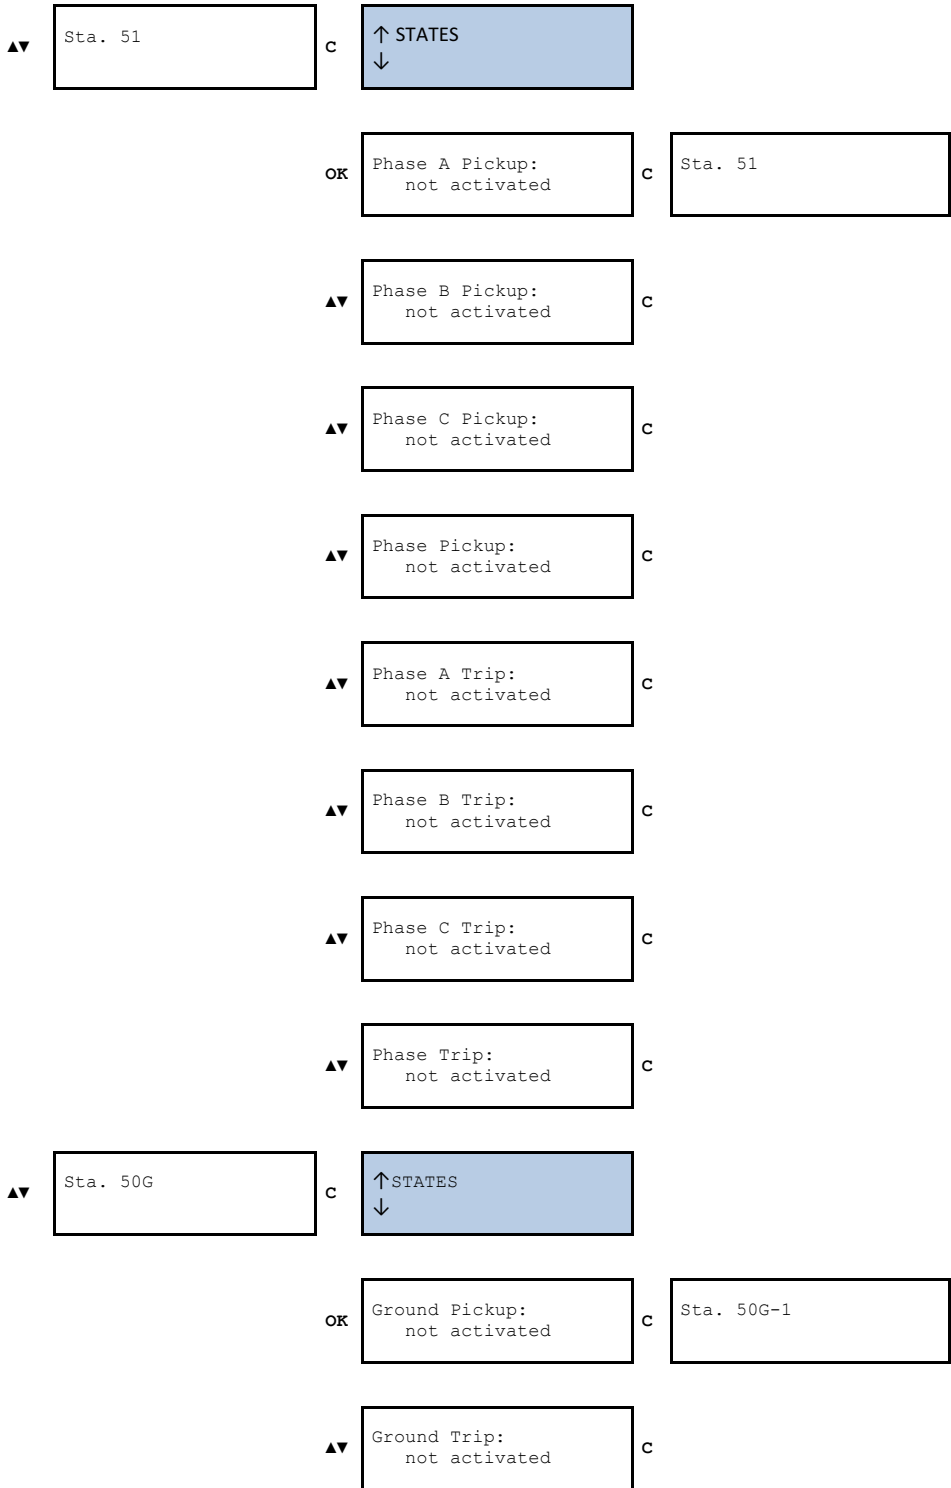 ▲▼ Sta. 51 C ↑ STATES
↓
OK Phase A Pickup: C Sta. 51
not activated
▲▼ Phase B Pickup: C
not activated
▲▼ Phase C Pickup: C
not activated
▲▼ Phase Pickup: C
not activated
▲▼ Phase A Trip: C
not activated
▲▼ Phase B Trip: C
not activated
▲▼ Phase C Trip: C
not activated
▲▼ Phase Trip: C
not activated
▲▼ Sta. 50G C ↑STATES
↓
OK Ground Pickup: C Sta. 50G-1
not activated
▲▼ Ground Trip: C
not activated